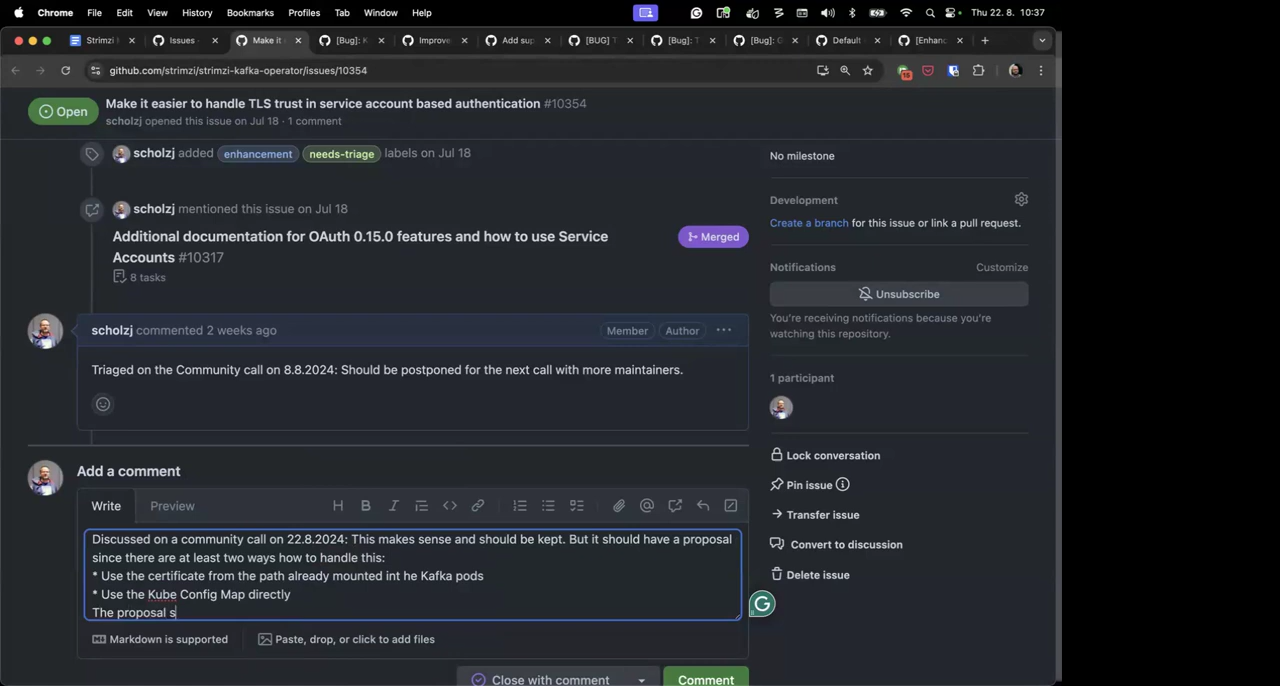 Chrome File Edit View History Bookmarks Profiles Tab Window Help Thu 22. 8. 10:37
Strimzi Issues - Make it [Bug]: K Improve Add sup [BUG] T [Bug]: T [Bug]: Default [Enhanc
github.com/strimzi/strimzi-kafka-operator/issues/10354 18
Open
Make it easier to handle TLS trust in service account based authentication #10354
scholzj opened this issue on Jul 18 · 1 comment
scholzj added enhancement needs-triage labels on Jul 18
scholzj mentioned this issue on Jul 18
Additional documentation for OAuth 0.15.0 features and how to use Service
Accounts #10317
Merged
8 tasks
scholzj commented 2 weeks ago Member Author ···
Triaged on the Community call on 8.8.2024: Should be postponed for the next call with more maintainers.
Add a comment
Write Preview
Discussed on a community call on 22.8.2024: This makes sense and should be kept. But it should have a proposal
since there are at least two ways how to handle this:
* Use the certificate from the path already mounted int he Kafka pods
* Use the Kube Config Map directly
The proposal s
Markdown is supported Paste, drop, or click to add files
Close with comment Comment
No milestone
Development
Create a branch for this issue or link a pull request.
Notifications Customize
Unsubscribe
You're receiving notifications because you're
watching this repository.
1 participant
Lock conversation
Pin issue
Transfer issue
Convert to discussion
Delete issue